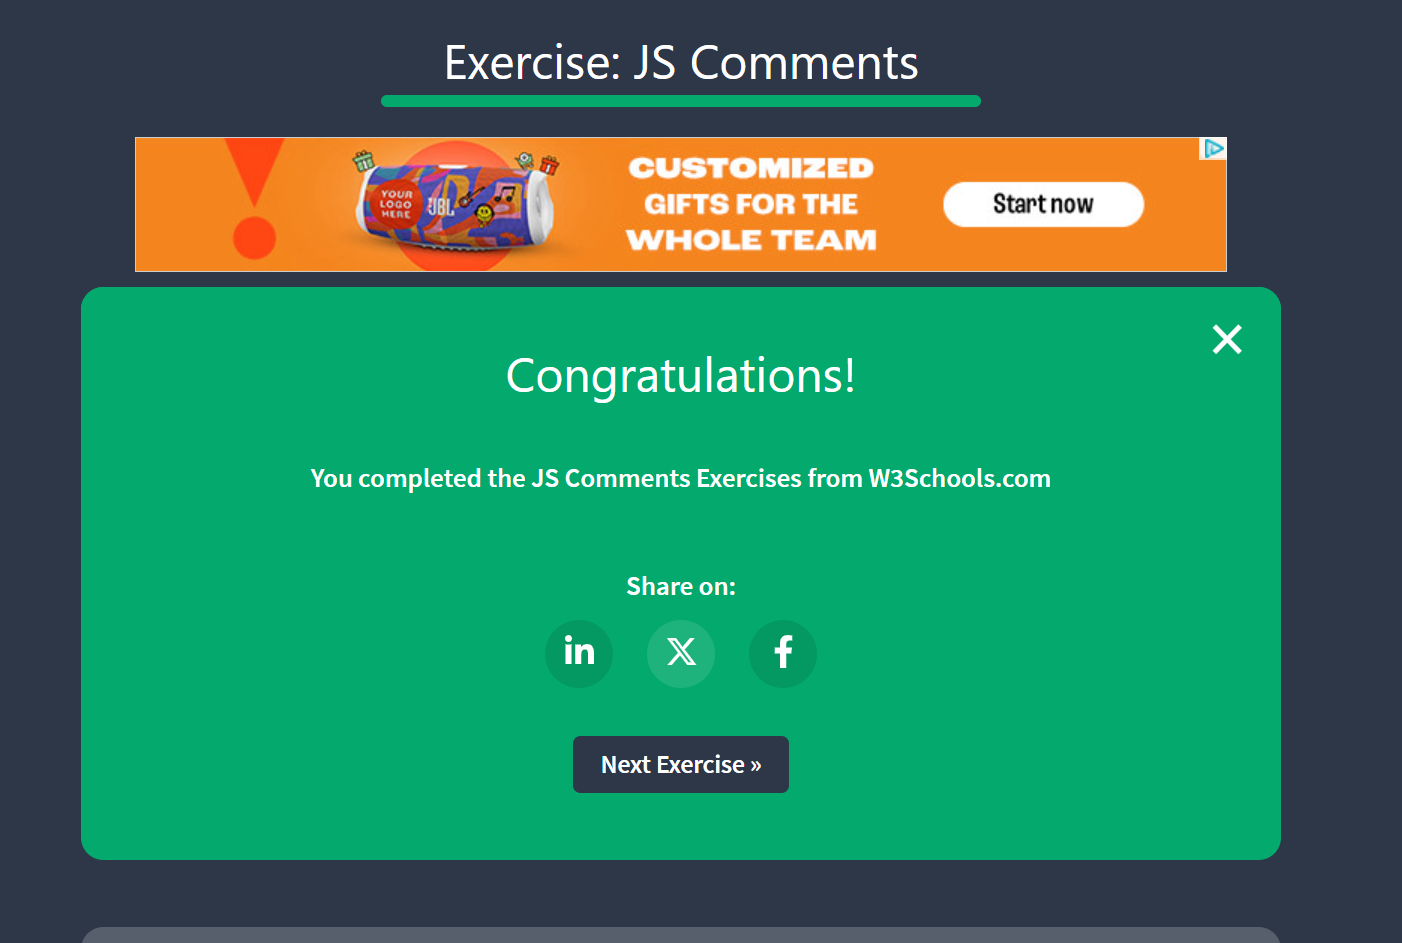 Exercise: JS Comments
YOUR
LOGO
HERE
JBL
CUSTOMIZED
GIFTS FOR THE
WHOLE TEAM
Start now
Congratulations!
You completed the JS Comments Exercises from W3Schools.com
Share on:
in
X
f
Next Exercise »